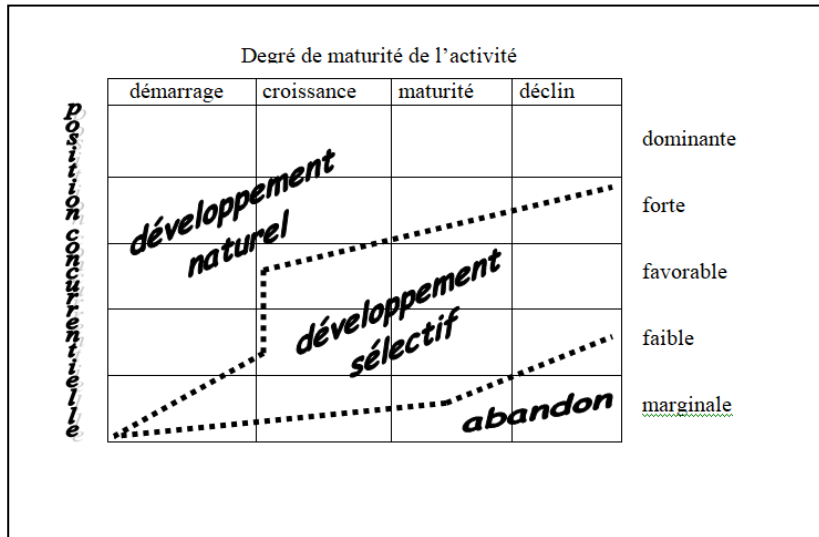 Degré de maturité de l'activité
démarrage croissance maturité déclin
position concurrentielle
dominante
forte
favorable
faible
marginale
développement
naturel
développement
sélectif
abandon